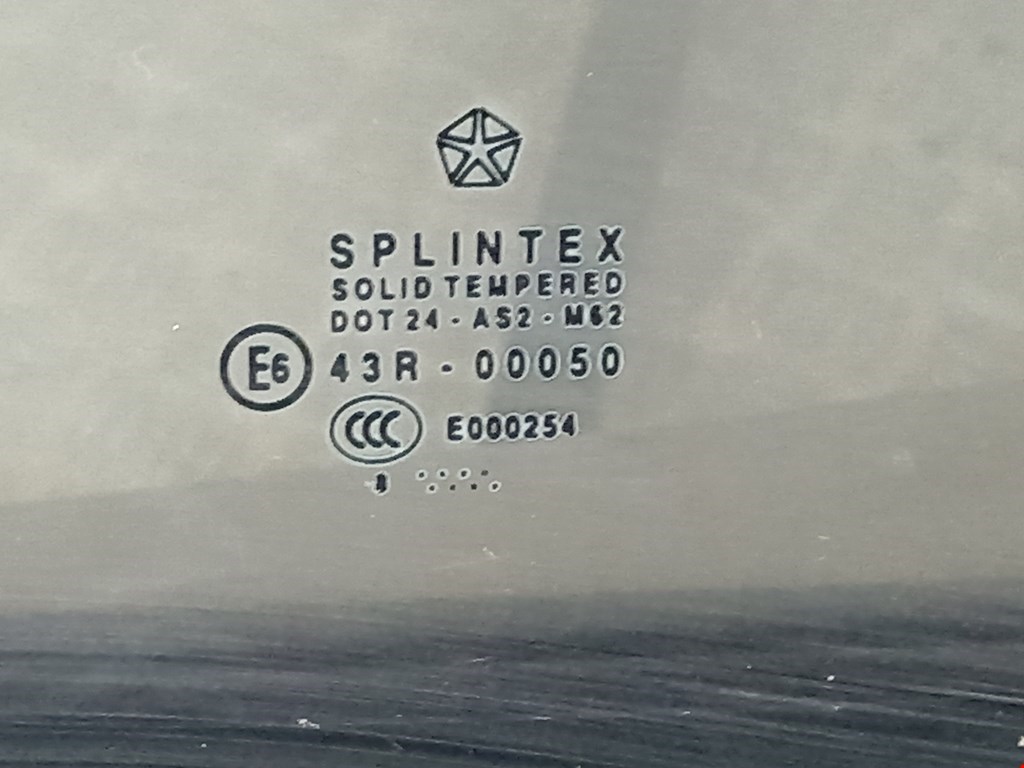 SPLINTEX
SOLID TEMPERED
DOT 24 - AS2 - M62
E6 43R - 00050
CCC E000254